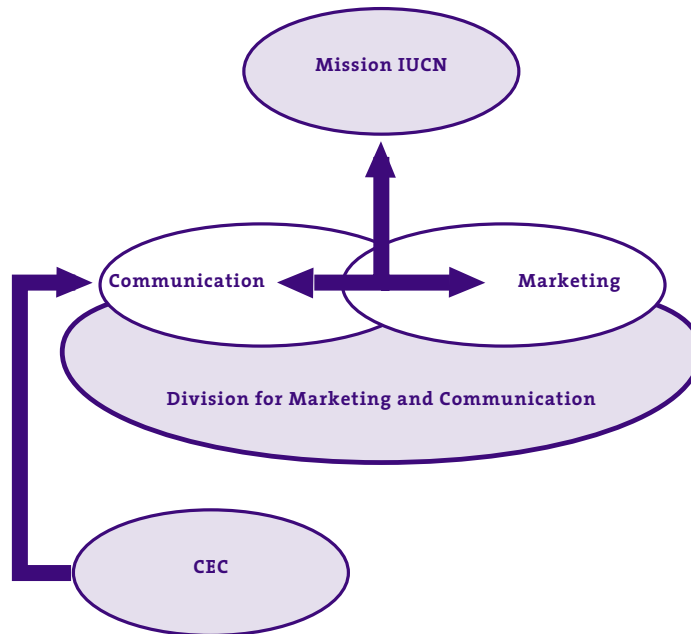 Mission IUCN
Communication
Marketing
Division for Marketing and Communication
CEC